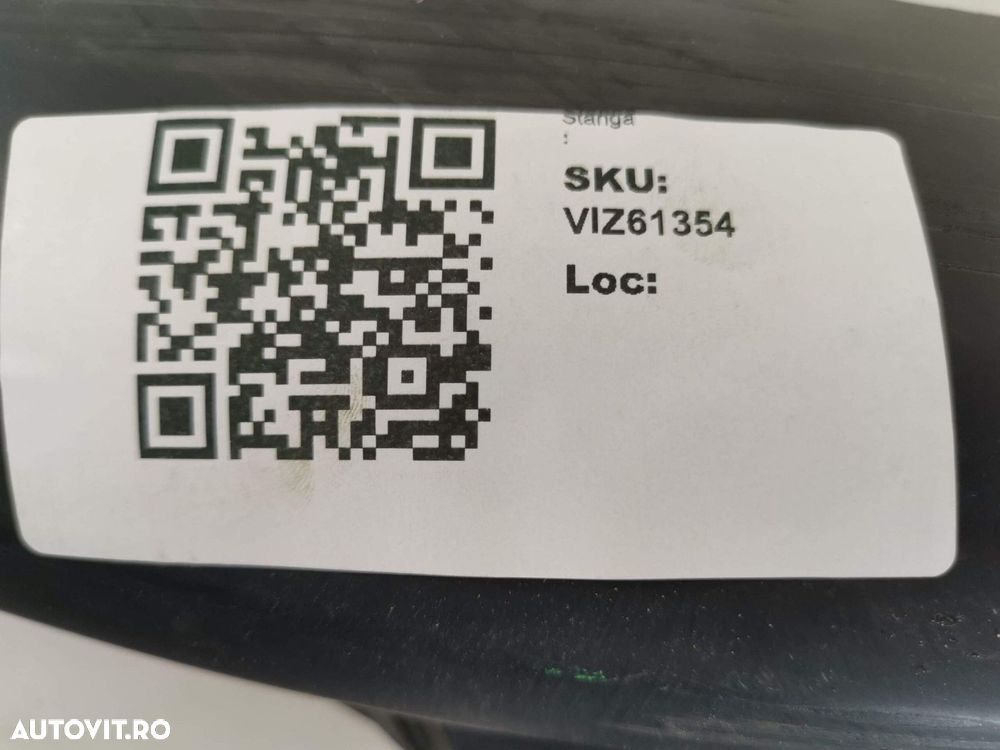 Stanga
:
SKU:
VIZ61354
Loc:
AUTOVIT.RO